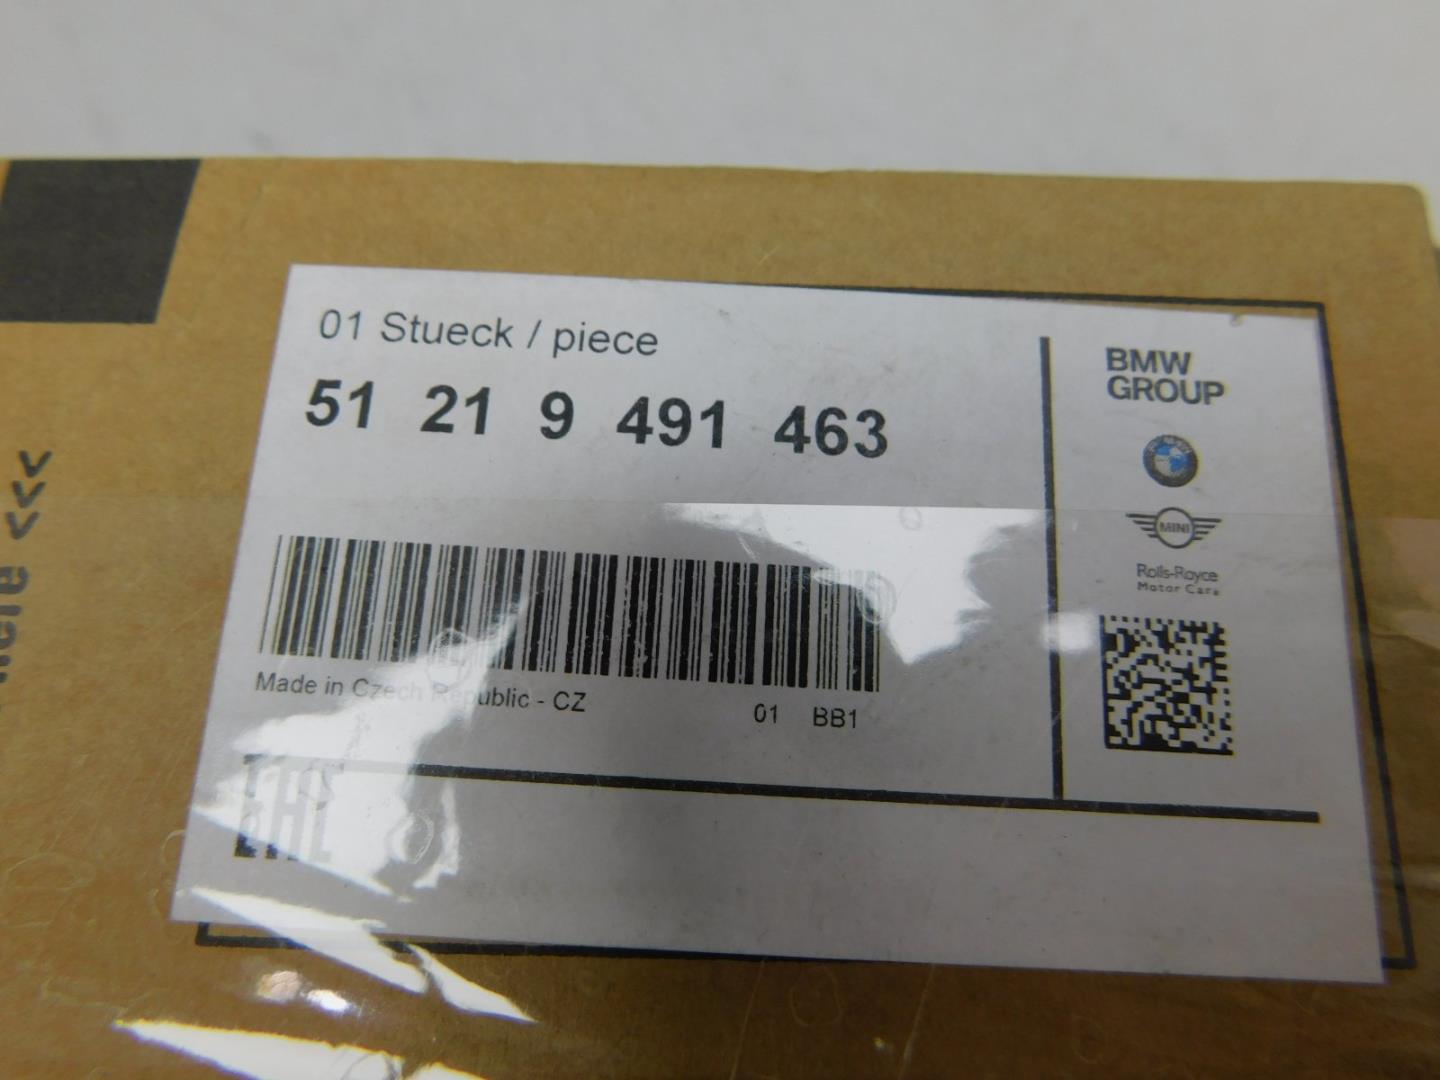 01 Stueck / piece
51 21 9 491 463
Made in Czech Republic - CZ
01 BB1
EAC
BMW
GROUP
MINI
Rolls-Royce
Motor Cars
<<<